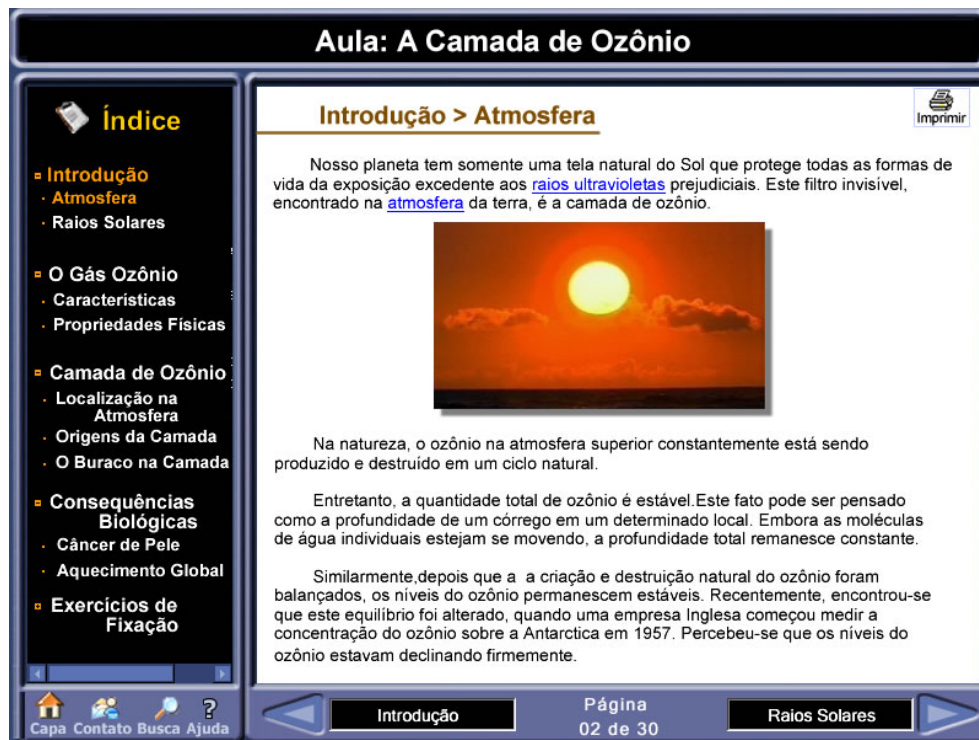 Aula: A Camada de Ozônio
Índice
Introdução
Atmosfera
Raios Solares
O Gás Ozônio
Características
Propriedades Físicas
Camada de Ozônio
Localização na
Atmosfera
Origens da Camada
O Buraco na Camada
Consequências
Biológicas
Câncer de Pele
Aquecimento Global
Exercícios de
Fixação
Capa Contato Busca Ajuda
Introdução > Atmosfera
Imprimir
Nosso planeta tem somente uma tela natural do Sol que protege todas as formas de
vida da exposição excedente aos raios ultravioletas prejudiciais. Este filtro invisível,
encontrado na atmosfera da terra, é a camada de ozônio.
Na natureza, o ozônio na atmosfera superior constantemente está sendo
produzido e destruído em um ciclo natural.
Entretanto, a quantidade total de ozônio é estável.Este fato pode ser pensado
como a profundidade de um córrego em um determinado local. Embora as moléculas
de água individuais estejam se movendo, a profundidade total remanesce constante.
Similarmente,depois que a  a criação e destruição natural do ozônio foram
balançados, os níveis do ozônio permanescem estáveis. Recentemente, encontrou-se
que este equilíbrio foi alterado, quando uma empresa Inglesa começou medir a
concentração do ozônio sobre a Antarctica em 1957. Percebeu-se que os níveis do
ozônio estavam declinando firmemente.
Introdução
Página
02 de 30
Raios Solares